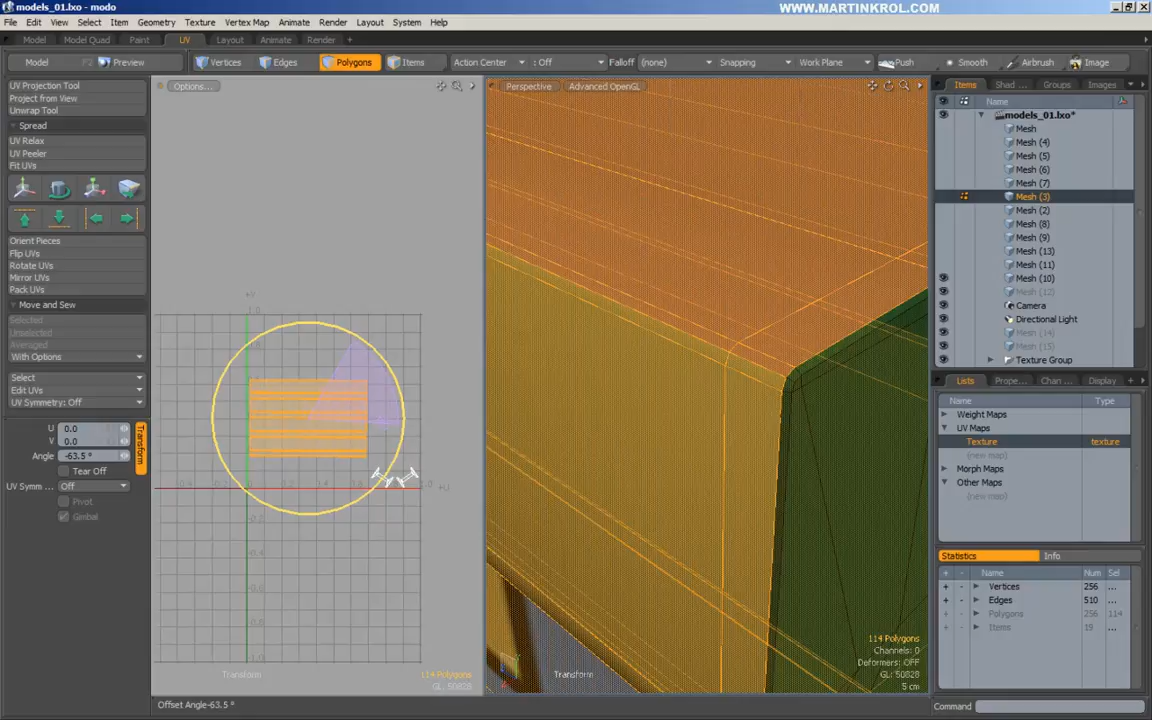 models_01.lxo* - modo
WWW.MARTINKROL.COM
File Edit View Select Item Geometry Texture Vertex Map Animate Render Layout System Help
Model Model Quad Paint UV Layout Animate Render +
Model F2 Preview Vertices Edges Polygons Items Action Center : Off Falloff (none) Snapping Work Plane Push Smooth Airbrush Image
UV Projection Tool
Project from View
Unwrap Tool
Spread
UV Relax
UV Peeler
Fit UVs
Orient Pieces
Flip UVs
Rotate UVs
Mirror UVs
Pack UVs
Move and Sew
Selected
Unselected
Averaged
With Options
Select
Edit UVs
UV Symmetry: Off
U 0.0
V 0.0
Angle -63.5 °
Tear Off
UV Symm ... Off
Pivot
Gimbal
Transform
Options...
Transform
114 Polygons
GL: 50828
Offset Angle-63.5 °
Perspective Advanced OpenGL
Transform
114 Polygons
Channels: 0
Deformers: OFF
GL: 50828
5 cm
Items Shad ... Groups Images
Name
models_01.lxo*
Mesh
Mesh (4)
Mesh (5)
Mesh (6)
Mesh (7)
Mesh (3)
Mesh (2)
Mesh (8)
Mesh (9)
Mesh (13)
Mesh (11)
Mesh (10)
Mesh (12)
Camera
Directional Light
Mesh (14)
Mesh (15)
Texture Group
Lists Prope... Chan ... Display +
Name Type
Weight Maps
UV Maps
Texture texture
(new map)
Morph Maps
Other Maps
(new map)
Statistics Info
+ - Name Num Sel
+ - Vertices 256 ...
+ - Edges 510 ...
+ - Polygons 256 114
+ - Items 19 ...
Command